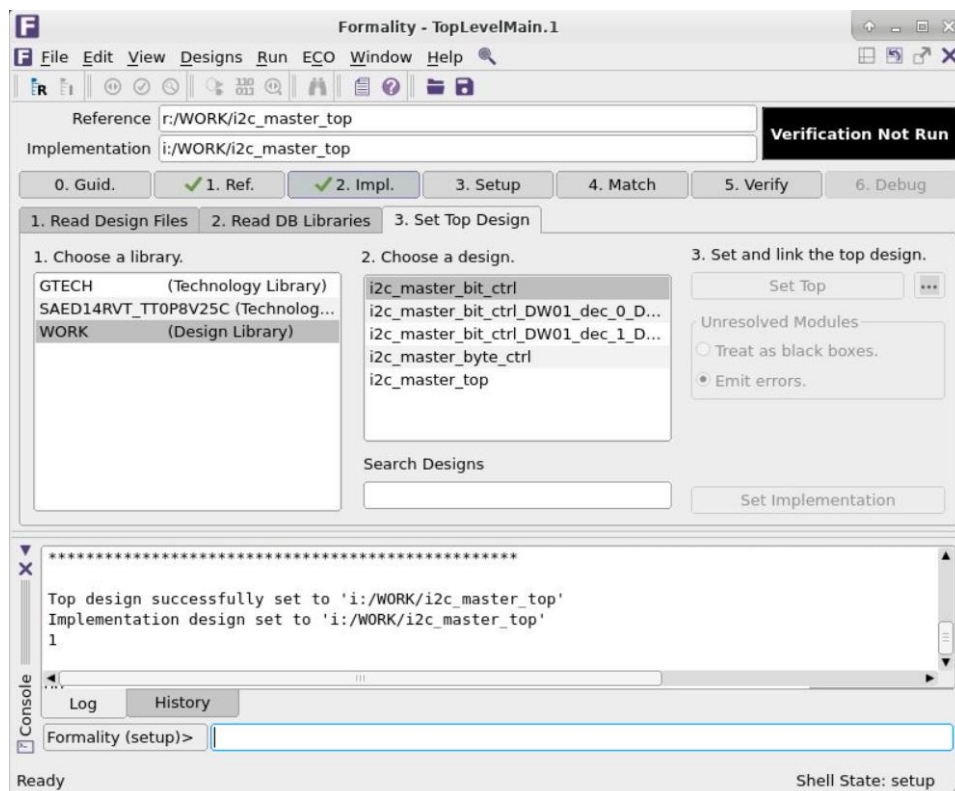 Formality - TopLevelMain.1
File Edit View Designs Run ECO Window Help
Reference r:/WORK/i2c_master_top
Implementation i:/WORK/i2c_master_top
Verification Not Run
0. Guid. 1. Ref. 2. Impl. 3. Setup 4. Match 5. Verify 6. Debug
1. Read Design Files 2. Read DB Libraries 3. Set Top Design
1. Choose a library.
GTECH (Technology Library)
SAED14RVT_TT0P8V25C (Technolog...
WORK (Design Library)
2. Choose a design.
i2c_master_bit_ctrl
i2c_master_bit_ctrl_DW01_dec_0_D...
i2c_master_bit_ctrl_DW01_dec_1_D...
i2c_master_byte_ctrl
i2c_master_top
Search Designs
3. Set and link the top design.
Set Top ...
Unresolved Modules
Treat as black boxes.
Emit errors.
Set Implementation
**************************************************
Top design successfully set to 'i:/WORK/i2c_master_top'
Implementation design set to 'i:/WORK/i2c_master_top'
1
Console
Log History
Formality (setup)>
Ready Shell State: setup